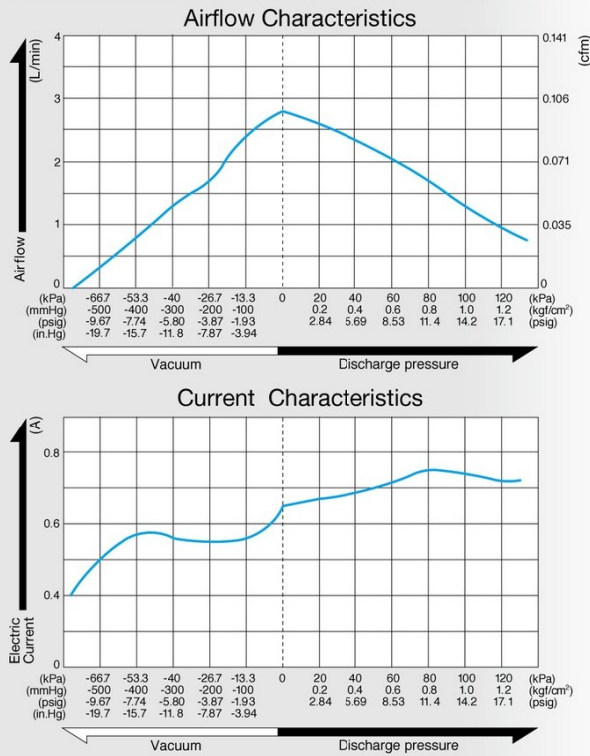 Airflow Characteristics
(L/min)
(cfm)
4
0.141
3
0.106
2
0.071
1
0.035
0
0
Airflow
(kPa) -667 -53.3 -40 -26.7 -13.3 0 20 40 60 80 100 120 (kPa)
(mmHg) -500 -400 -300 -200 -100 0.2 0.4 0.6 0.8 1.0 1.2 (kgf/cm²)
(psig) -9.67 -7.74 -5.80 -3.87 -1.93 2.84 5.69 8.53 11.4 14.2 17.1 (psig)
(in.Hg) -19.7 -15.7 -11.8 -7.87 -3.94
Vacuum Discharge pressure
Current Characteristics
(A)
0.8
0.6
0.4
0
Electric
Current
(kPa) -667 -53.3 -40 -26.7 -13.3 0 20 40 60 80 100 120 (kPa)
(mmHg) -500 -400 -300 -200 -100 0.2 0.4 0.6 0.8 1.0 1.2 (kgf/cm²)
(psig) -9.67 -7.74 -5.80 -3.87 -1.93 2.84 5.69 8.53 11.4 14.2 17.1 (psig)
(in.Hg) -19.7 -15.7 -11.8 -7.87 -3.94
Vacuum Discharge pressure